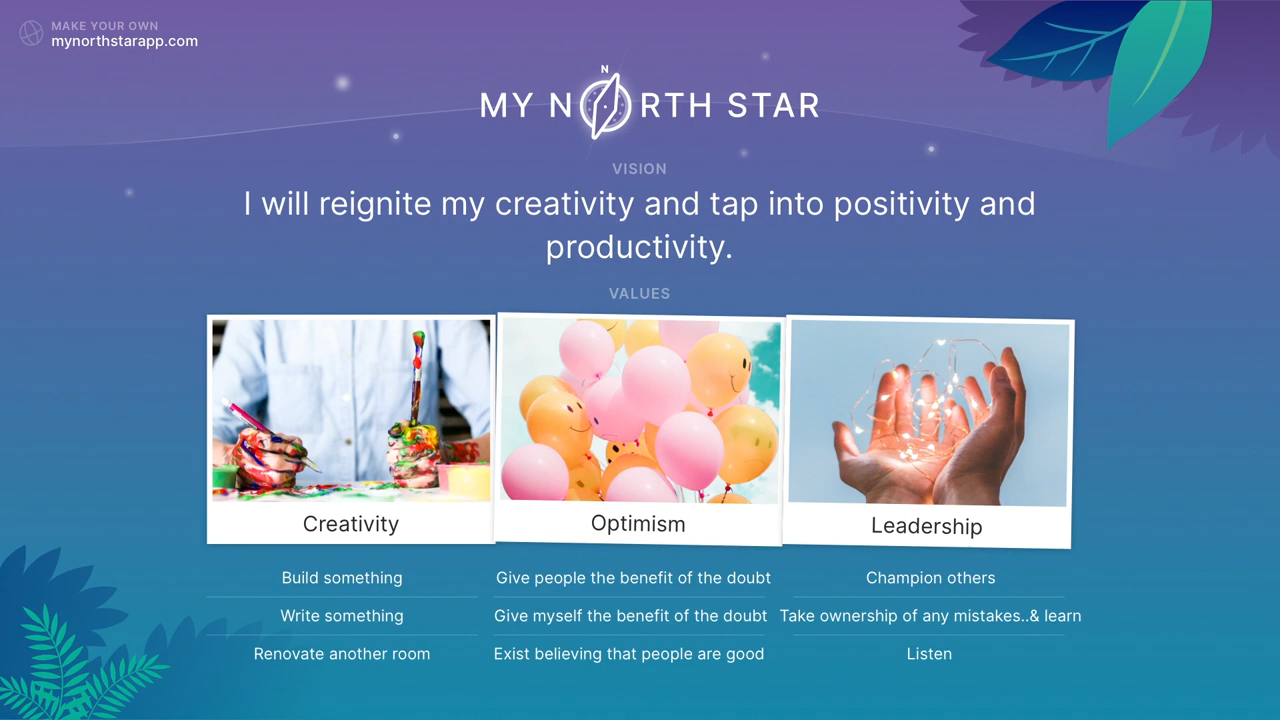 MAKE YOUR OWN
mynorthstarapp.com
N
MY NORTH STAR
VISION
I will reignite my creativity and tap into positivity and
productivity.
VALUES
Creativity
Optimism
Leadership
Build something
Give people the benefit of the doubt
Champion others
Write something
Give myself the benefit of the doubt
Take ownership of any mistakes..& learn
Renovate another room
Exist believing that people are good
Listen